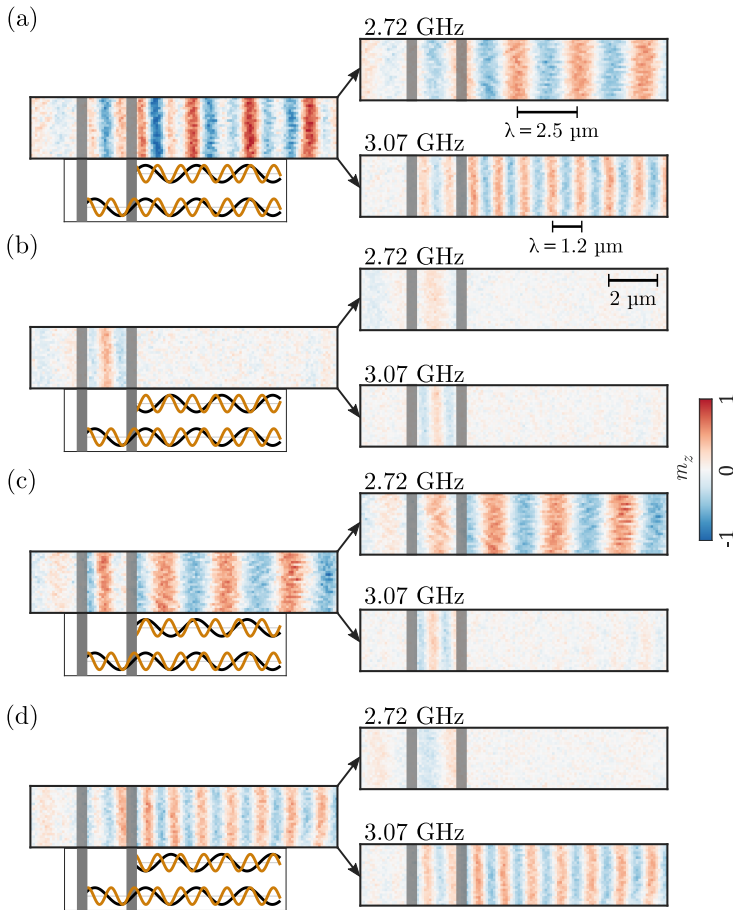 (a)
2.72 GHz
λ = 2.5 µm
3.07 GHz
λ = 1.2 µm
(b)
2.72 GHz
2 µm
3.07 GHz
(c)
2.72 GHz
3.07 GHz
(d)
2.72 GHz
3.07 GHz
1
0
-1
m_z